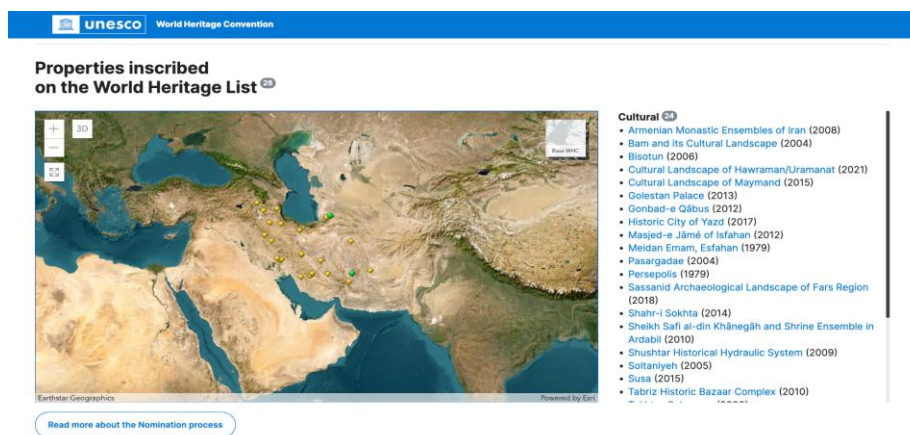 unesco World Heritage Convention
Properties inscribed
on the World Heritage List 26
3D
Base WHC
Earthstar Geographics
Powered by Esri
Cultural 24
• Armenian Monastic Ensembles of Iran (2008)
• Bam and its Cultural Landscape (2004)
• Bisotun (2006)
• Cultural Landscape of Hawraman/Uramanat (2021)
• Cultural Landscape of Maymand (2015)
• Golestan Palace (2013)
• Gonbad-e Qâbus (2012)
• Historic City of Yazd (2017)
• Masjed-e Jâmé of Isfahan (2012)
• Meidan Emam, Esfahan (1979)
• Pasargadae (2004)
• Persepolis (1979)
• Sassanid Archaeological Landscape of Fars Region
(2018)
• Shahr-i Sokhta (2014)
• Sheikh Safi al-din Khānegāh and Shrine Ensemble in
Ardabil (2010)
• Shushtar Historical Hydraulic System (2009)
• Soltaniyeh (2005)
• Susa (2015)
• Tabriz Historic Bazaar Complex (2010)
Read more about the Nomination process